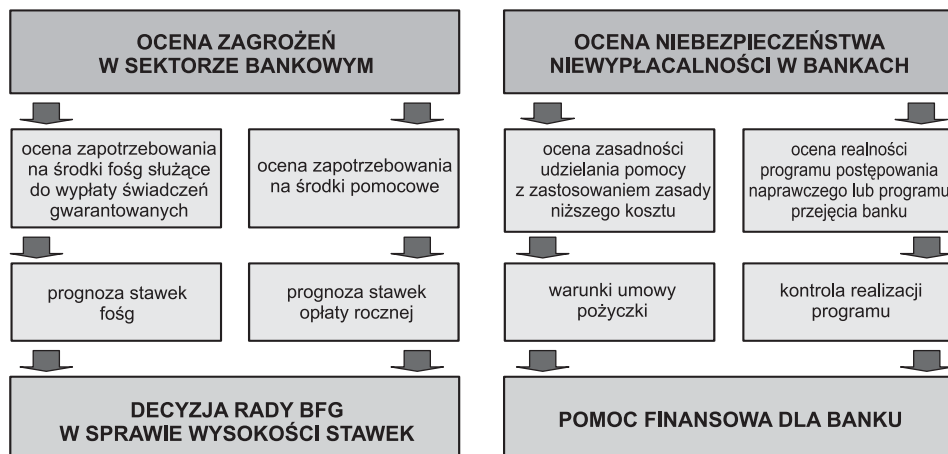 OCENA ZAGROŻEŃ
W SEKTORZE BANKOWYM
ocena zapotrzebowania
na środki fośg służące
do wypłaty świadczeń
gwarantowanych
ocena zapotrzebowania
na środki pomocowe
prognoza stawek
fośg
prognoza stawek
opłaty rocznej
DECYZJA RADY BFG
W SPRAWIE WYSOKOŚCI STAWEK
OCENA NIEBEZPIECZEŃSTWA
NIEWYPŁACALNOŚCI W BANKACH
ocena zasadności
udzielania pomocy
z zastosowaniem zasady
niższego kosztu
ocena realności
programu postępowania
naprawczego lub programu
przejęcia banku
warunki umowy
pożyczki
kontrola realizacji
programu
POMOC FINANSOWA DLA BANKU